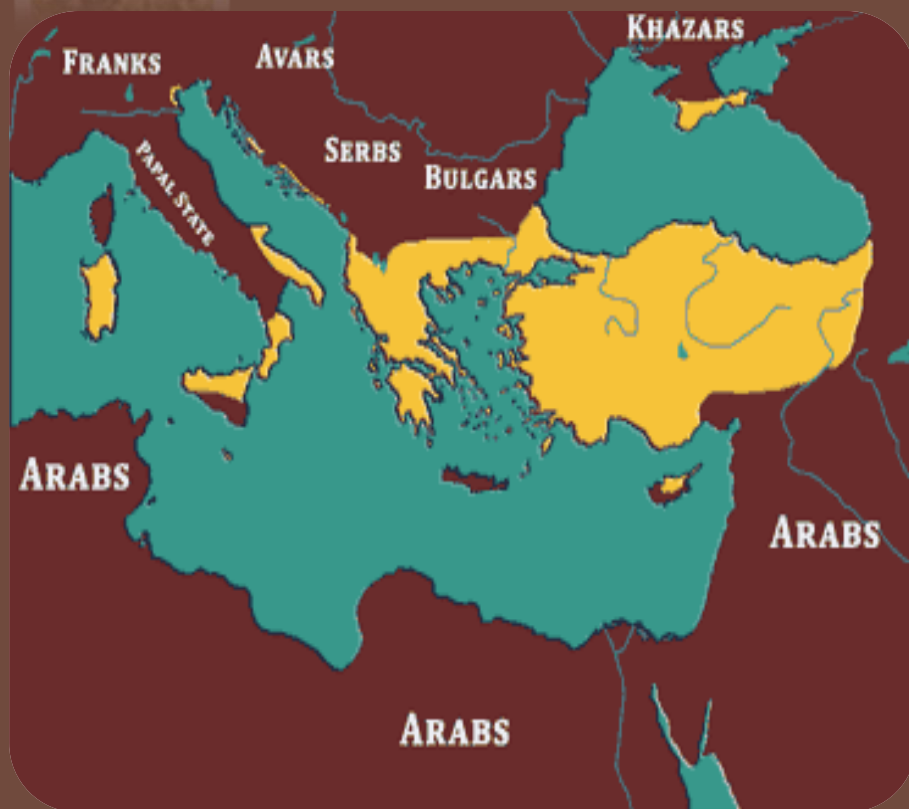 KHAZARS
FRANKS
AVARS
SERBS
PAPAL STATE
BULGARS
ARABS
ARABS
ARABS